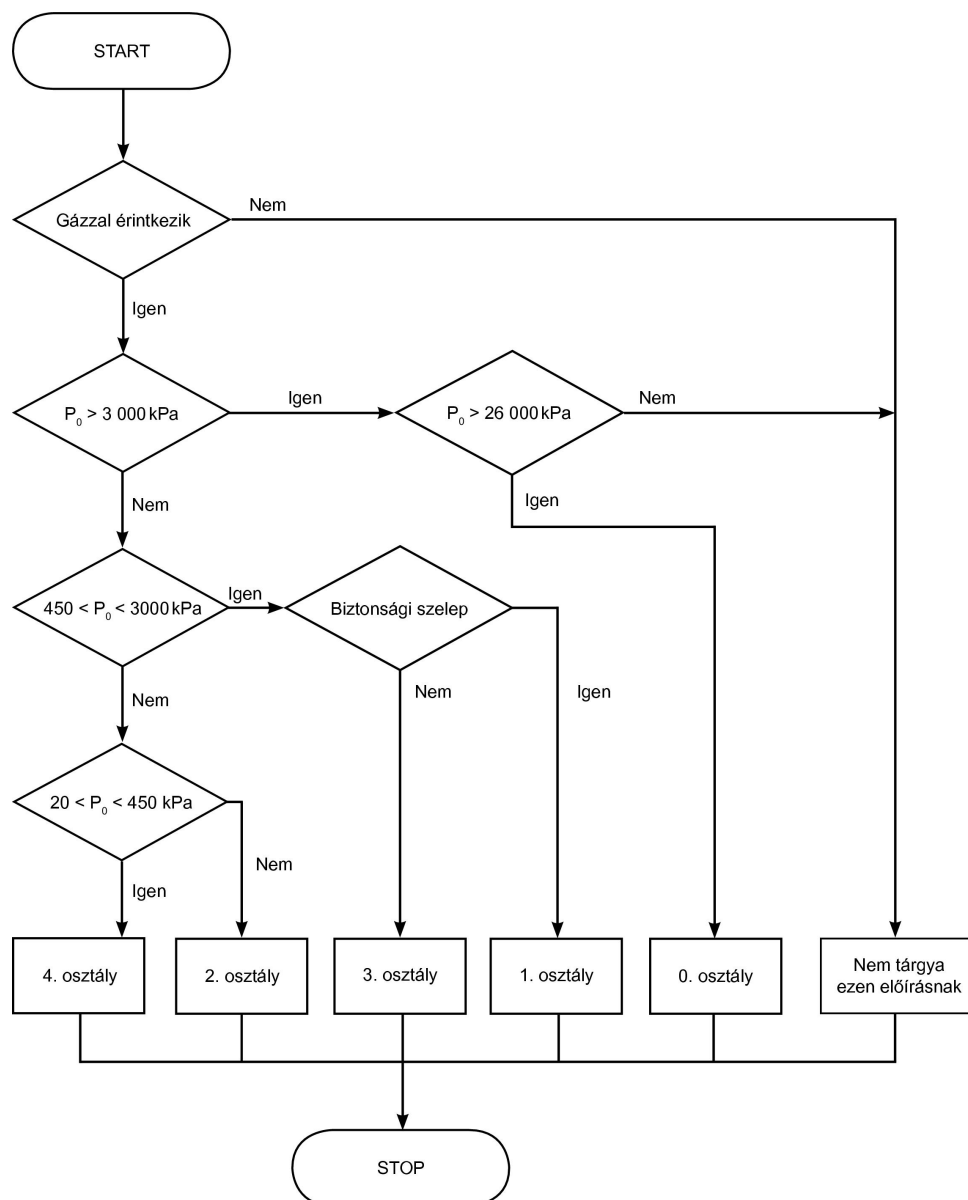 START
Gázzal érintkezik
Nem
Igen
P₀ > 3 000 kPa
Igen
P₀ > 26 000 kPa
Nem
Nem
Igen
450 < P₀ < 3000 kPa
Igen
Biztonsági szelep
Nem
Nem
Igen
20 < P₀ < 450 kPa
Nem
Igen
4. osztály
2. osztály
3. osztály
1. osztály
0. osztály
Nem tárgya
ezen előírásnak
STOP